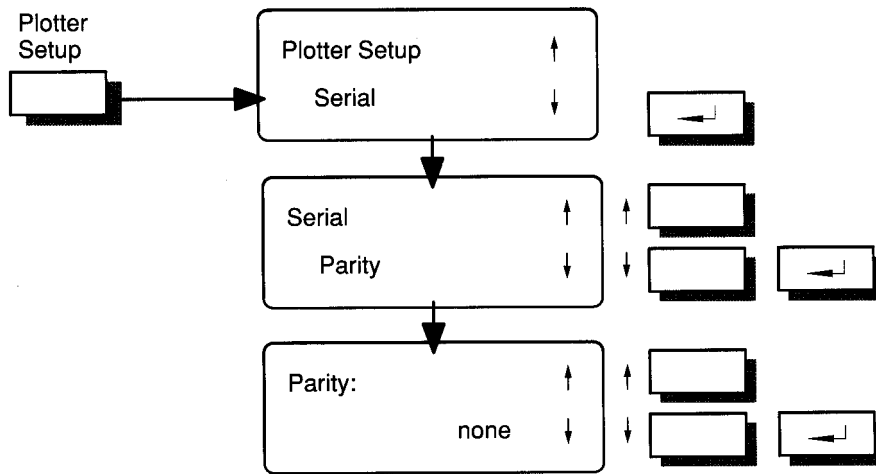 Plotter
Setup
Plotter Setup
Serial
Serial
Parity
Parity:
none